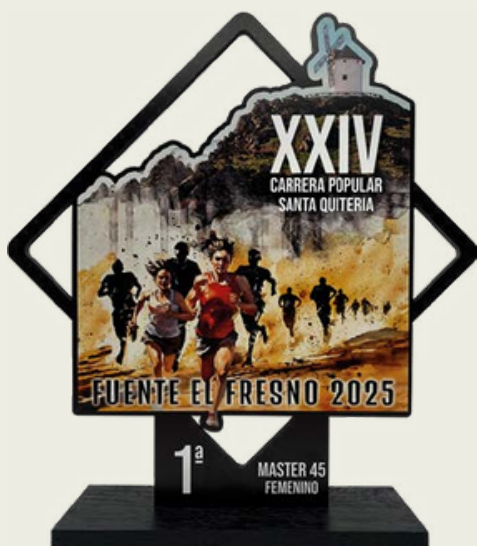 XXIV
CARRERA POPULAR
SANTA QUITERIA
FUENTE EL FRESNO 2025
1ª
MASTER 45
FEMENINO